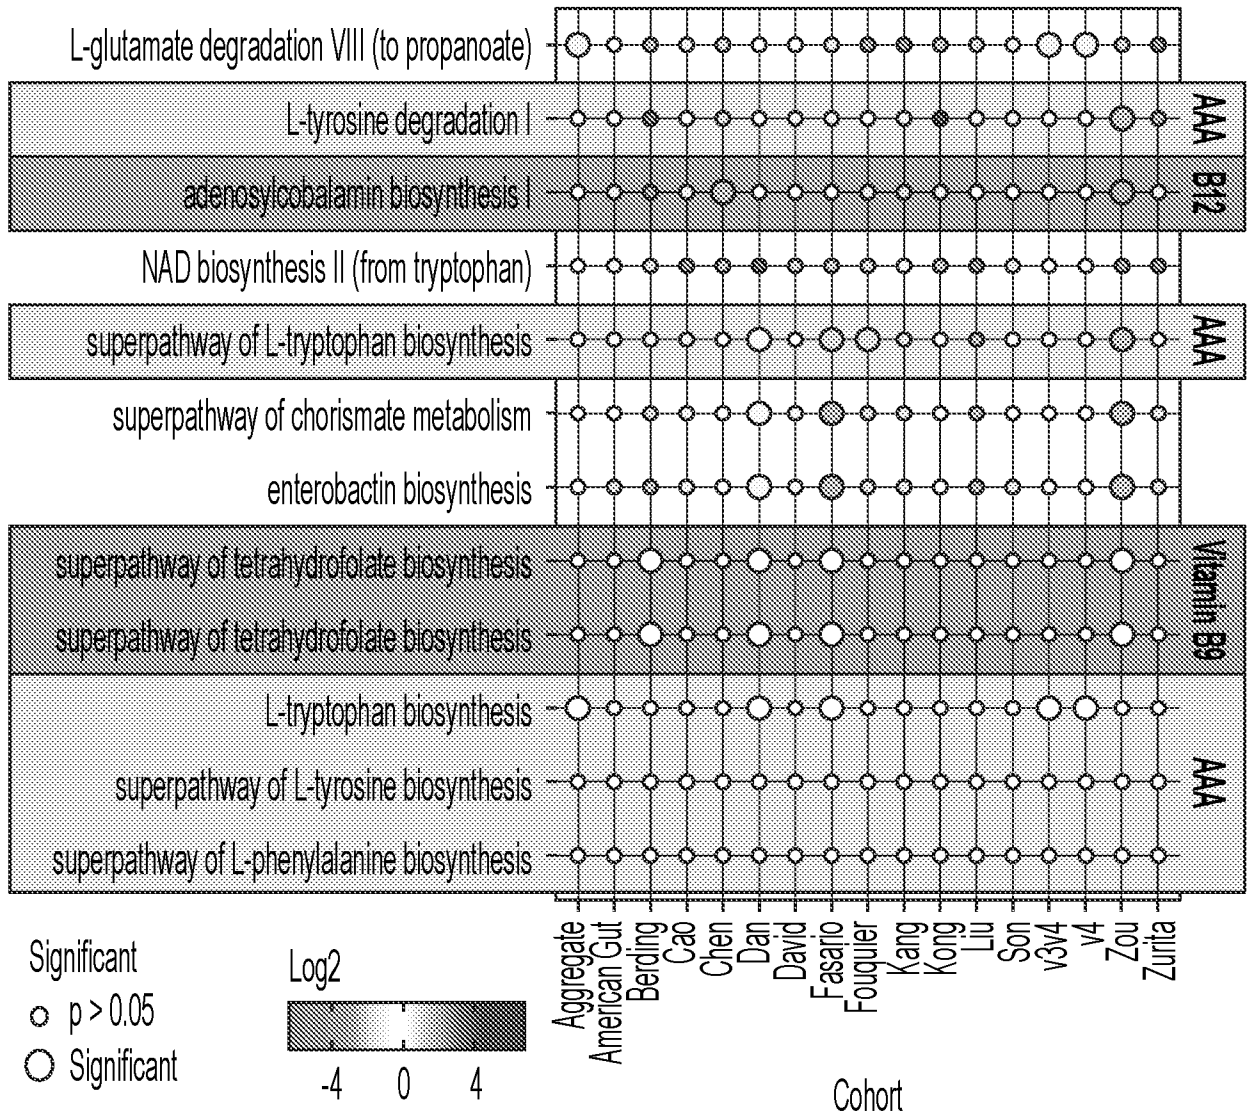 L-glutamate degradation VIII (to propanoate)
L-tyrosine degradation I
AAA
adenosylcobalamin biosynthesis I
B12
NAD biosynthesis II (from tryptophan)
superpathway of L-tryptophan biosynthesis
AAA
superpathway of chorismate metabolism
enterobactin biosynthesis
superpathway of tetrahydrofolate biosynthesis
superpathway of tetrahydrofolate biosynthesis
Vitamin B9
L-tryptophan biosynthesis
superpathway of L-tyrosine biosynthesis
superpathway of L-phenylalanine biosynthesis
AAA
Aggregate
American Gut
Berding
Cao
Chen
Dan
David
Fasario
Fouquier
Kang
Kong
Liu
Son
v3v4
v4
Zou
Zurita
Cohort
Significant
p > 0.05
Significant
Log2
-4 0 4